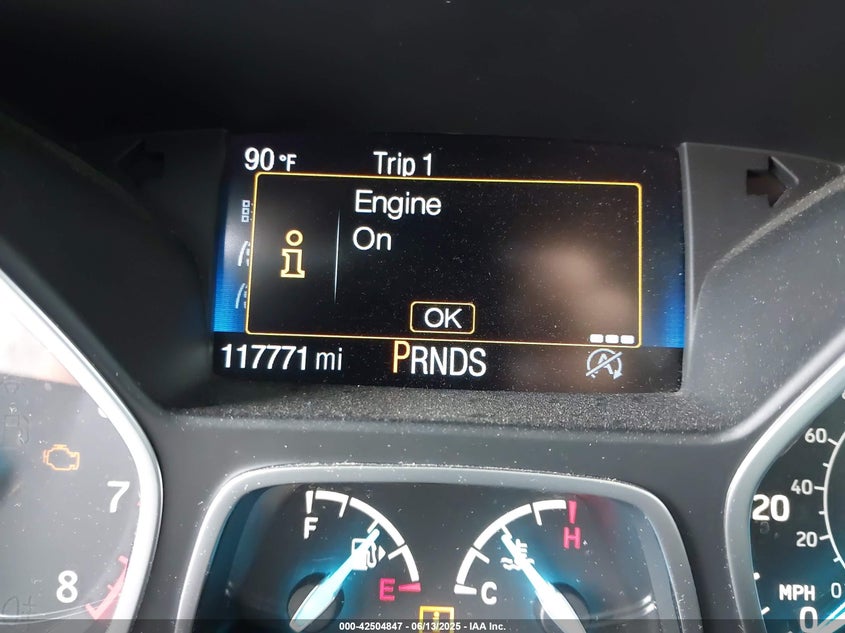 90 °F Trip 1
Engine
On
OK
117771 mi PRNDS
7
8
F
E
C
H
60
40
20
20
MPH 0
0
000-42504847 - 06/13/2025 - IAA Inc.